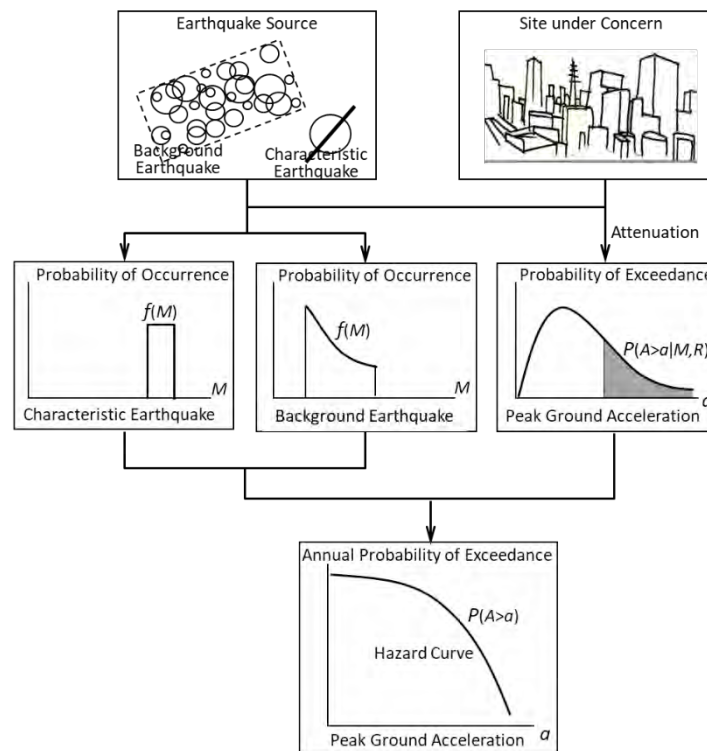 Earthquake Source
Background
Earthquake
Characteristic
Earthquake
Site under Concern
Attenuation
Probability of Occurrence
f(M)
M
Characteristic Earthquake
Probability of Occurrence
f(M)
M
Background Earthquake
Probability of Exceedance
P(A>a|M,R)
a
Peak Ground Acceleration
Annual Probability of Exceedance
P(A>a)
Hazard Curve
a
Peak Ground Acceleration